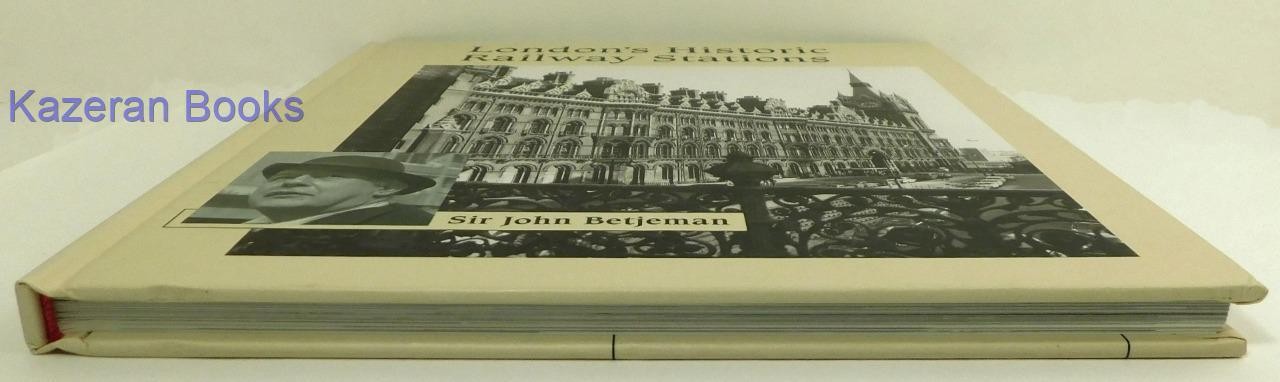 London's Historic
Railway Stations
Kazeran Books
Sir John Betjeman